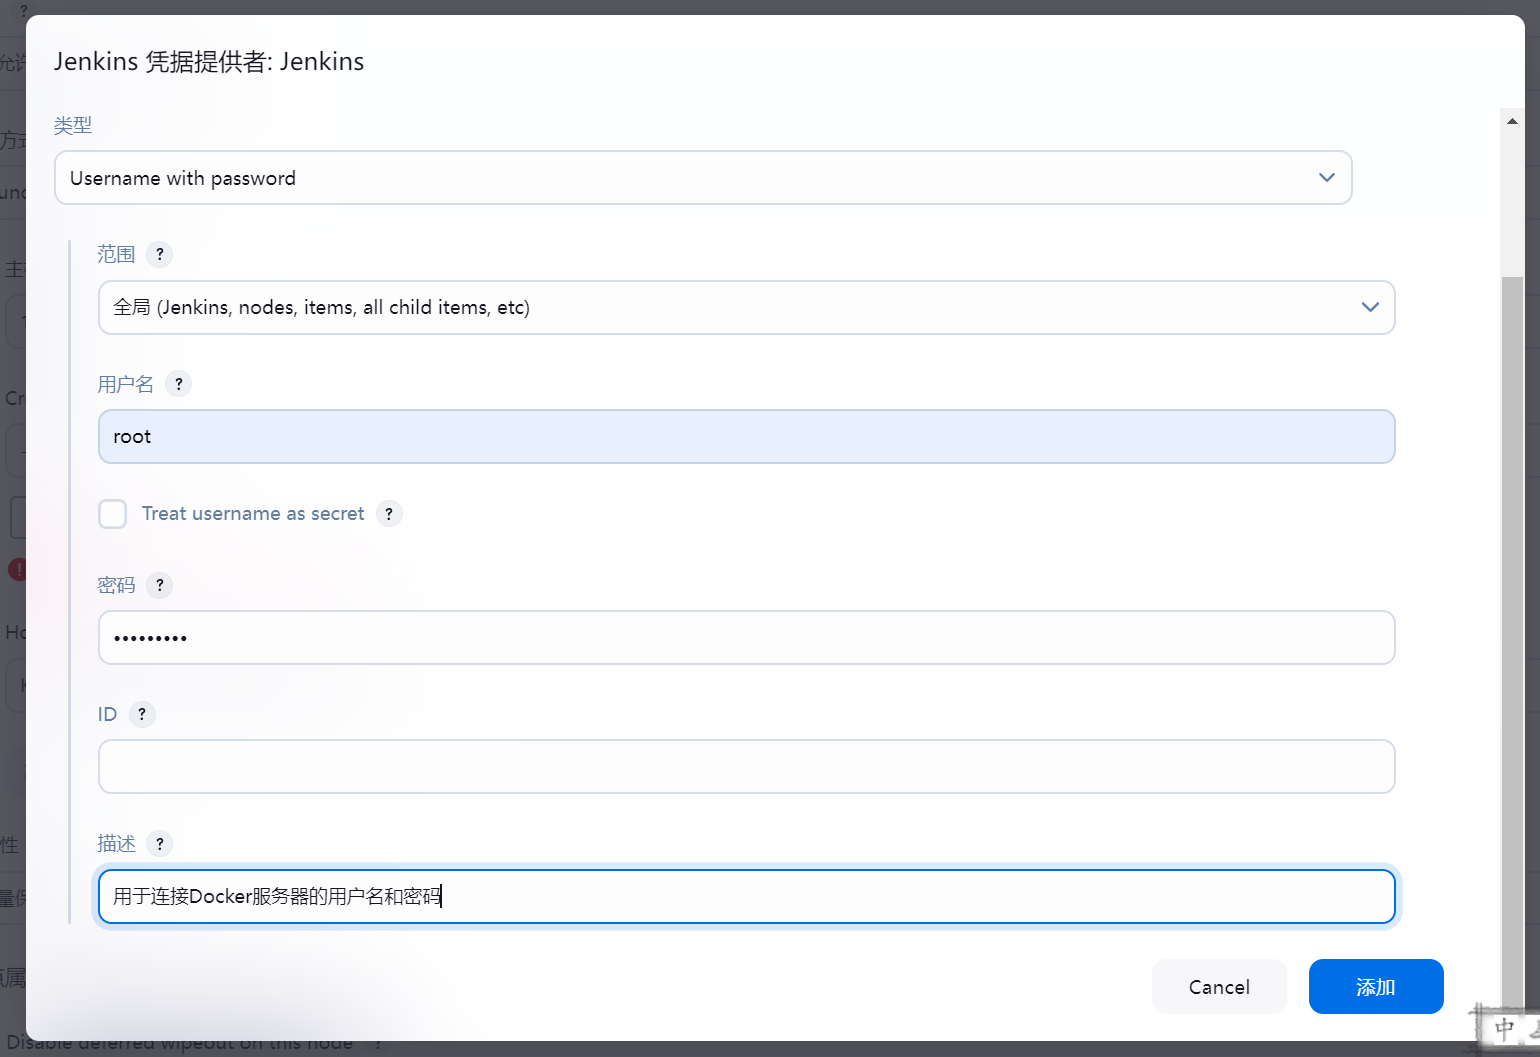 Jenkins 凭据提供者: Jenkins
类型
Username with password
范围 ?
全局 (Jenkins, nodes, items, all child items, etc)
用户名 ?
root
Treat username as secret ?
密码 ?
•••••••••
ID ?
描述 ?
用于连接Docker服务器的用户名和密码
Cancel 添加
Disable deferred wipeout on this node ?
中